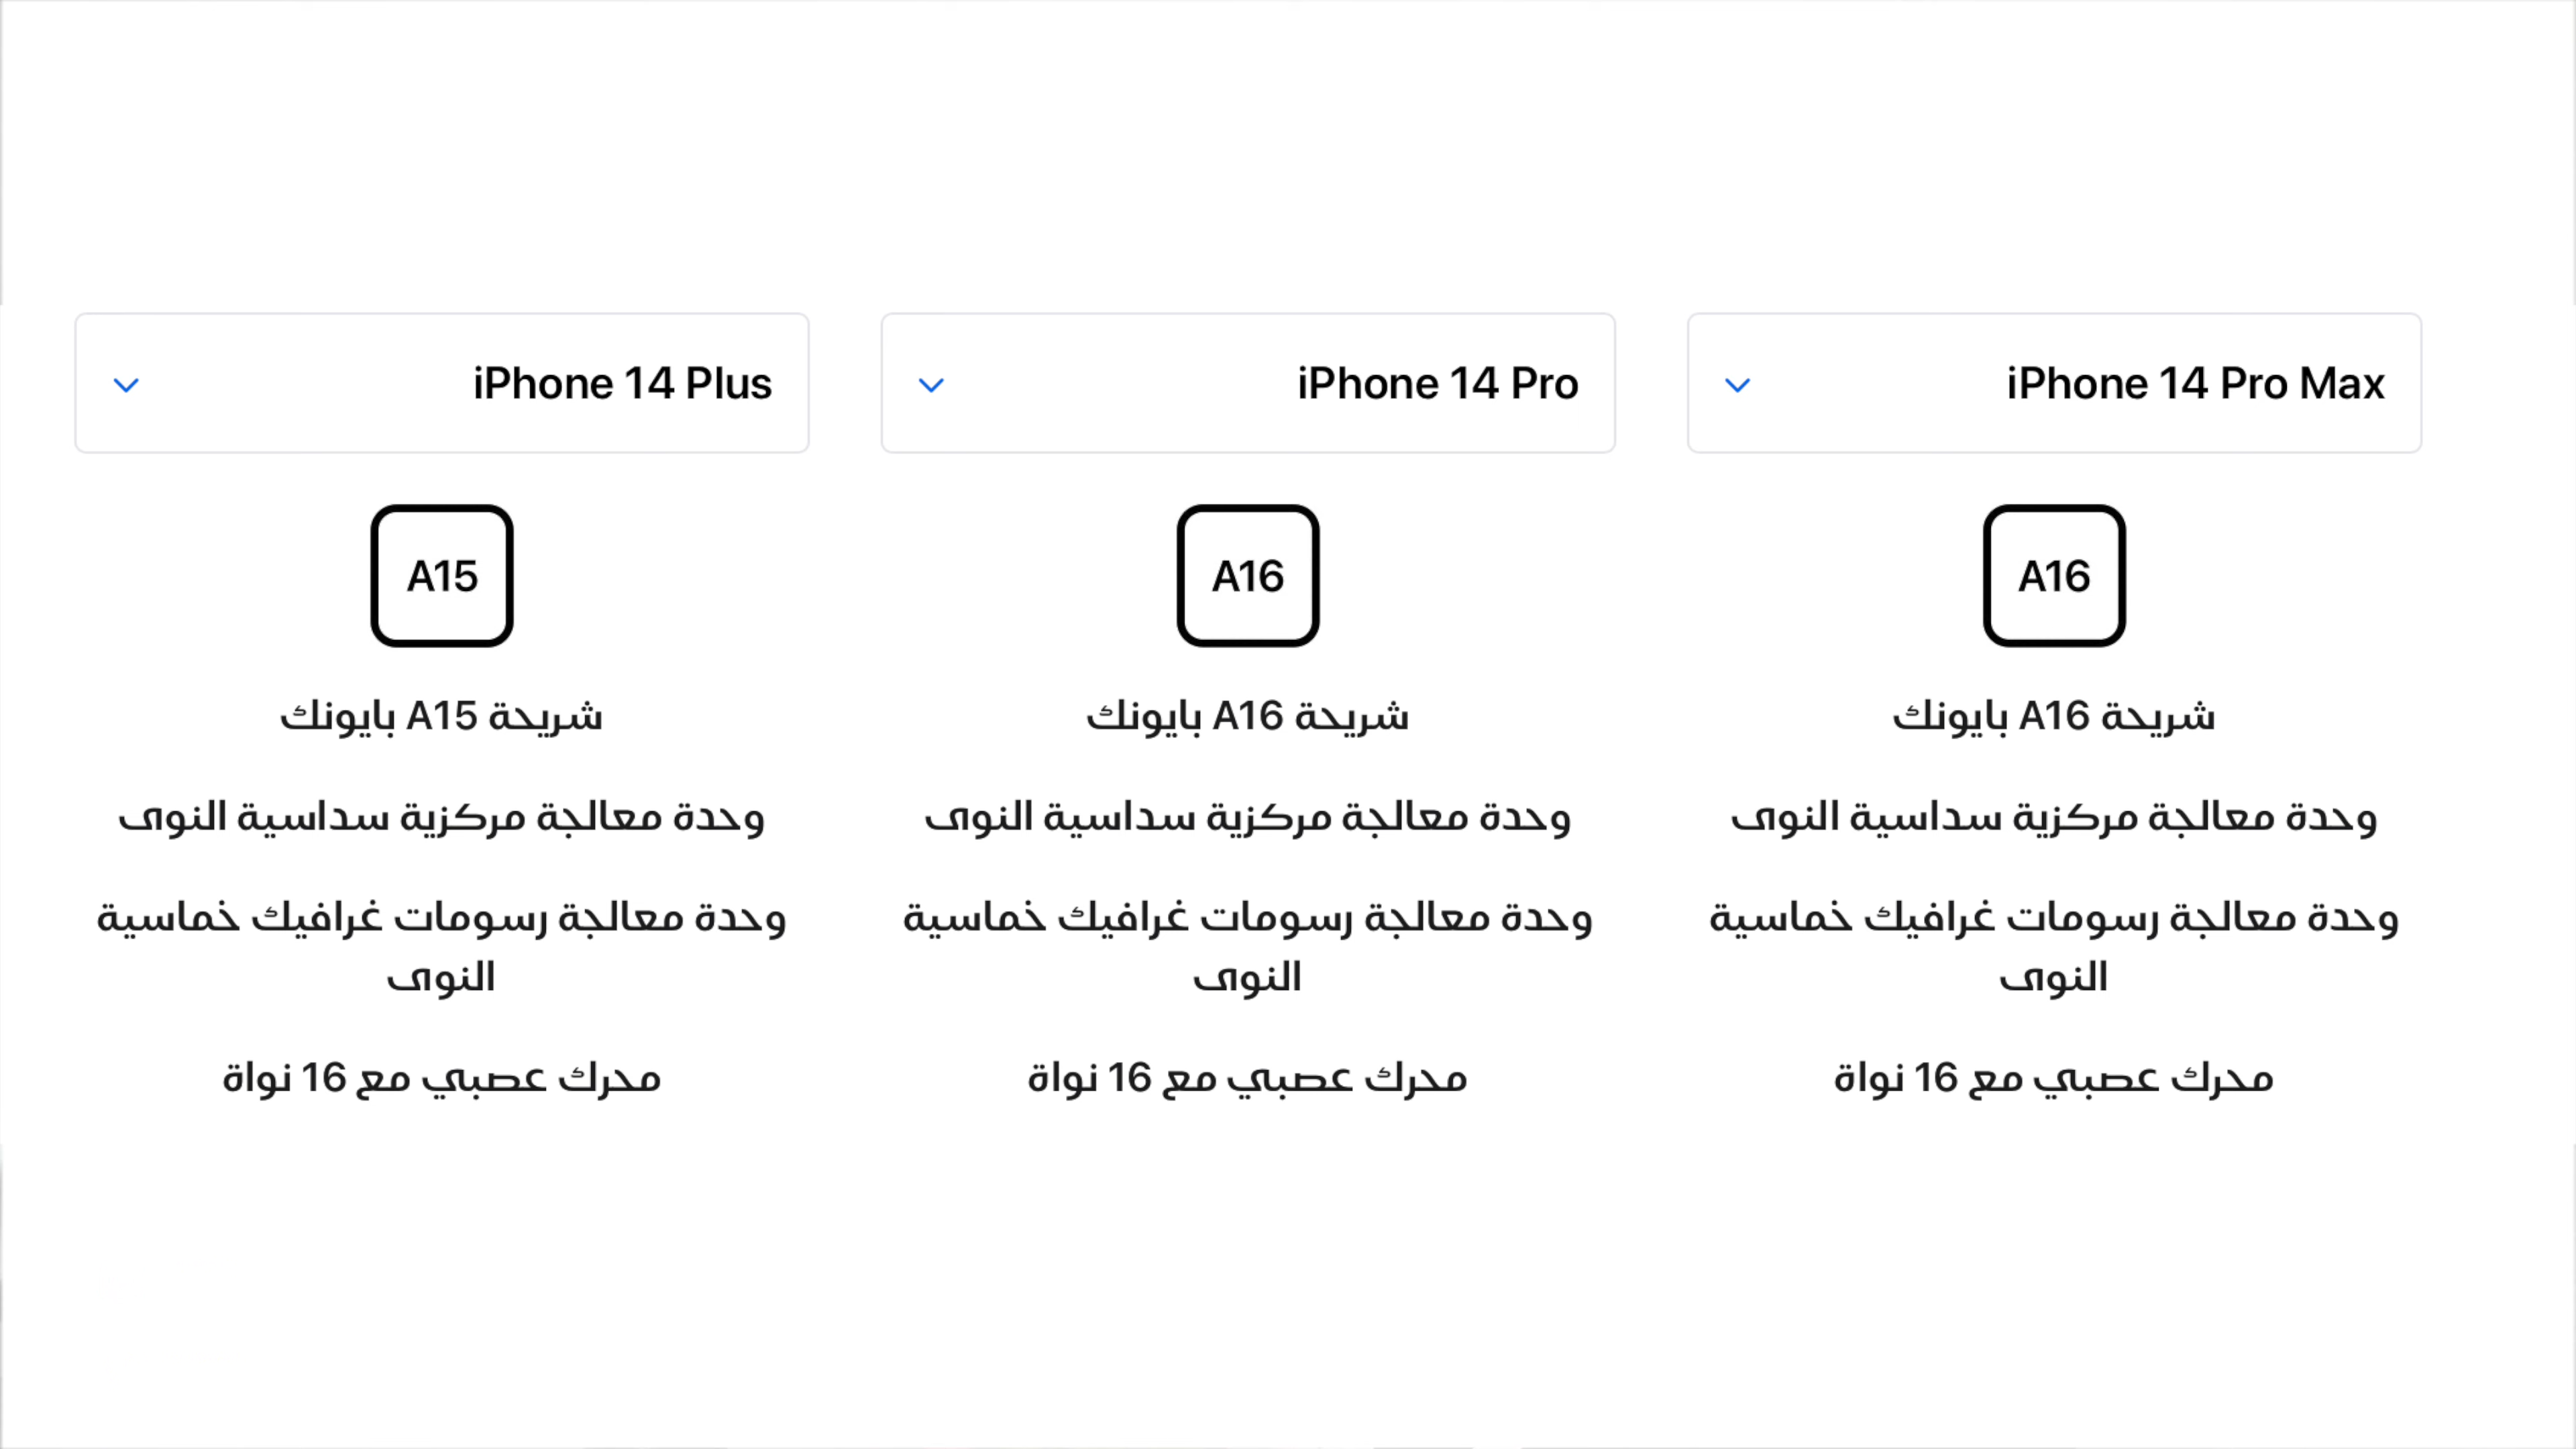 iPhone 14 Pro Max
A16
شريحة A16 بايونك
وحدة معالجة مركزية سداسية النوى
وحدة معالجة رسومات غرافيك خماسية
النوى
محرك عصبي مع 16 نواة
iPhone 14 Pro
A16
شريحة A16 بايونك
وحدة معالجة مركزية سداسية النوى
وحدة معالجة رسومات غرافيك خماسية
النوى
محرك عصبي مع 16 نواة
iPhone 14 Plus
A15
شريحة A15 بايونك
وحدة معالجة مركزية سداسية النوى
وحدة معالجة رسومات غرافيك خماسية
النوى
محرك عصبي مع 16 نواة